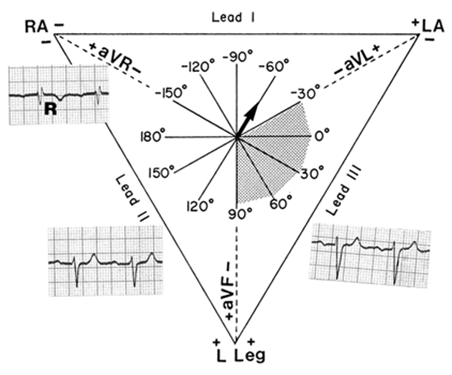 Lead I
RA −
−
+ LA
−
+aVR−
−aVL+
−120°
−90°
−60°
−150°
−30°
R
180°
0°
150°
30°
120°
90°
60°
Lead II
Lead III
+aVF−
+ +
L Leg